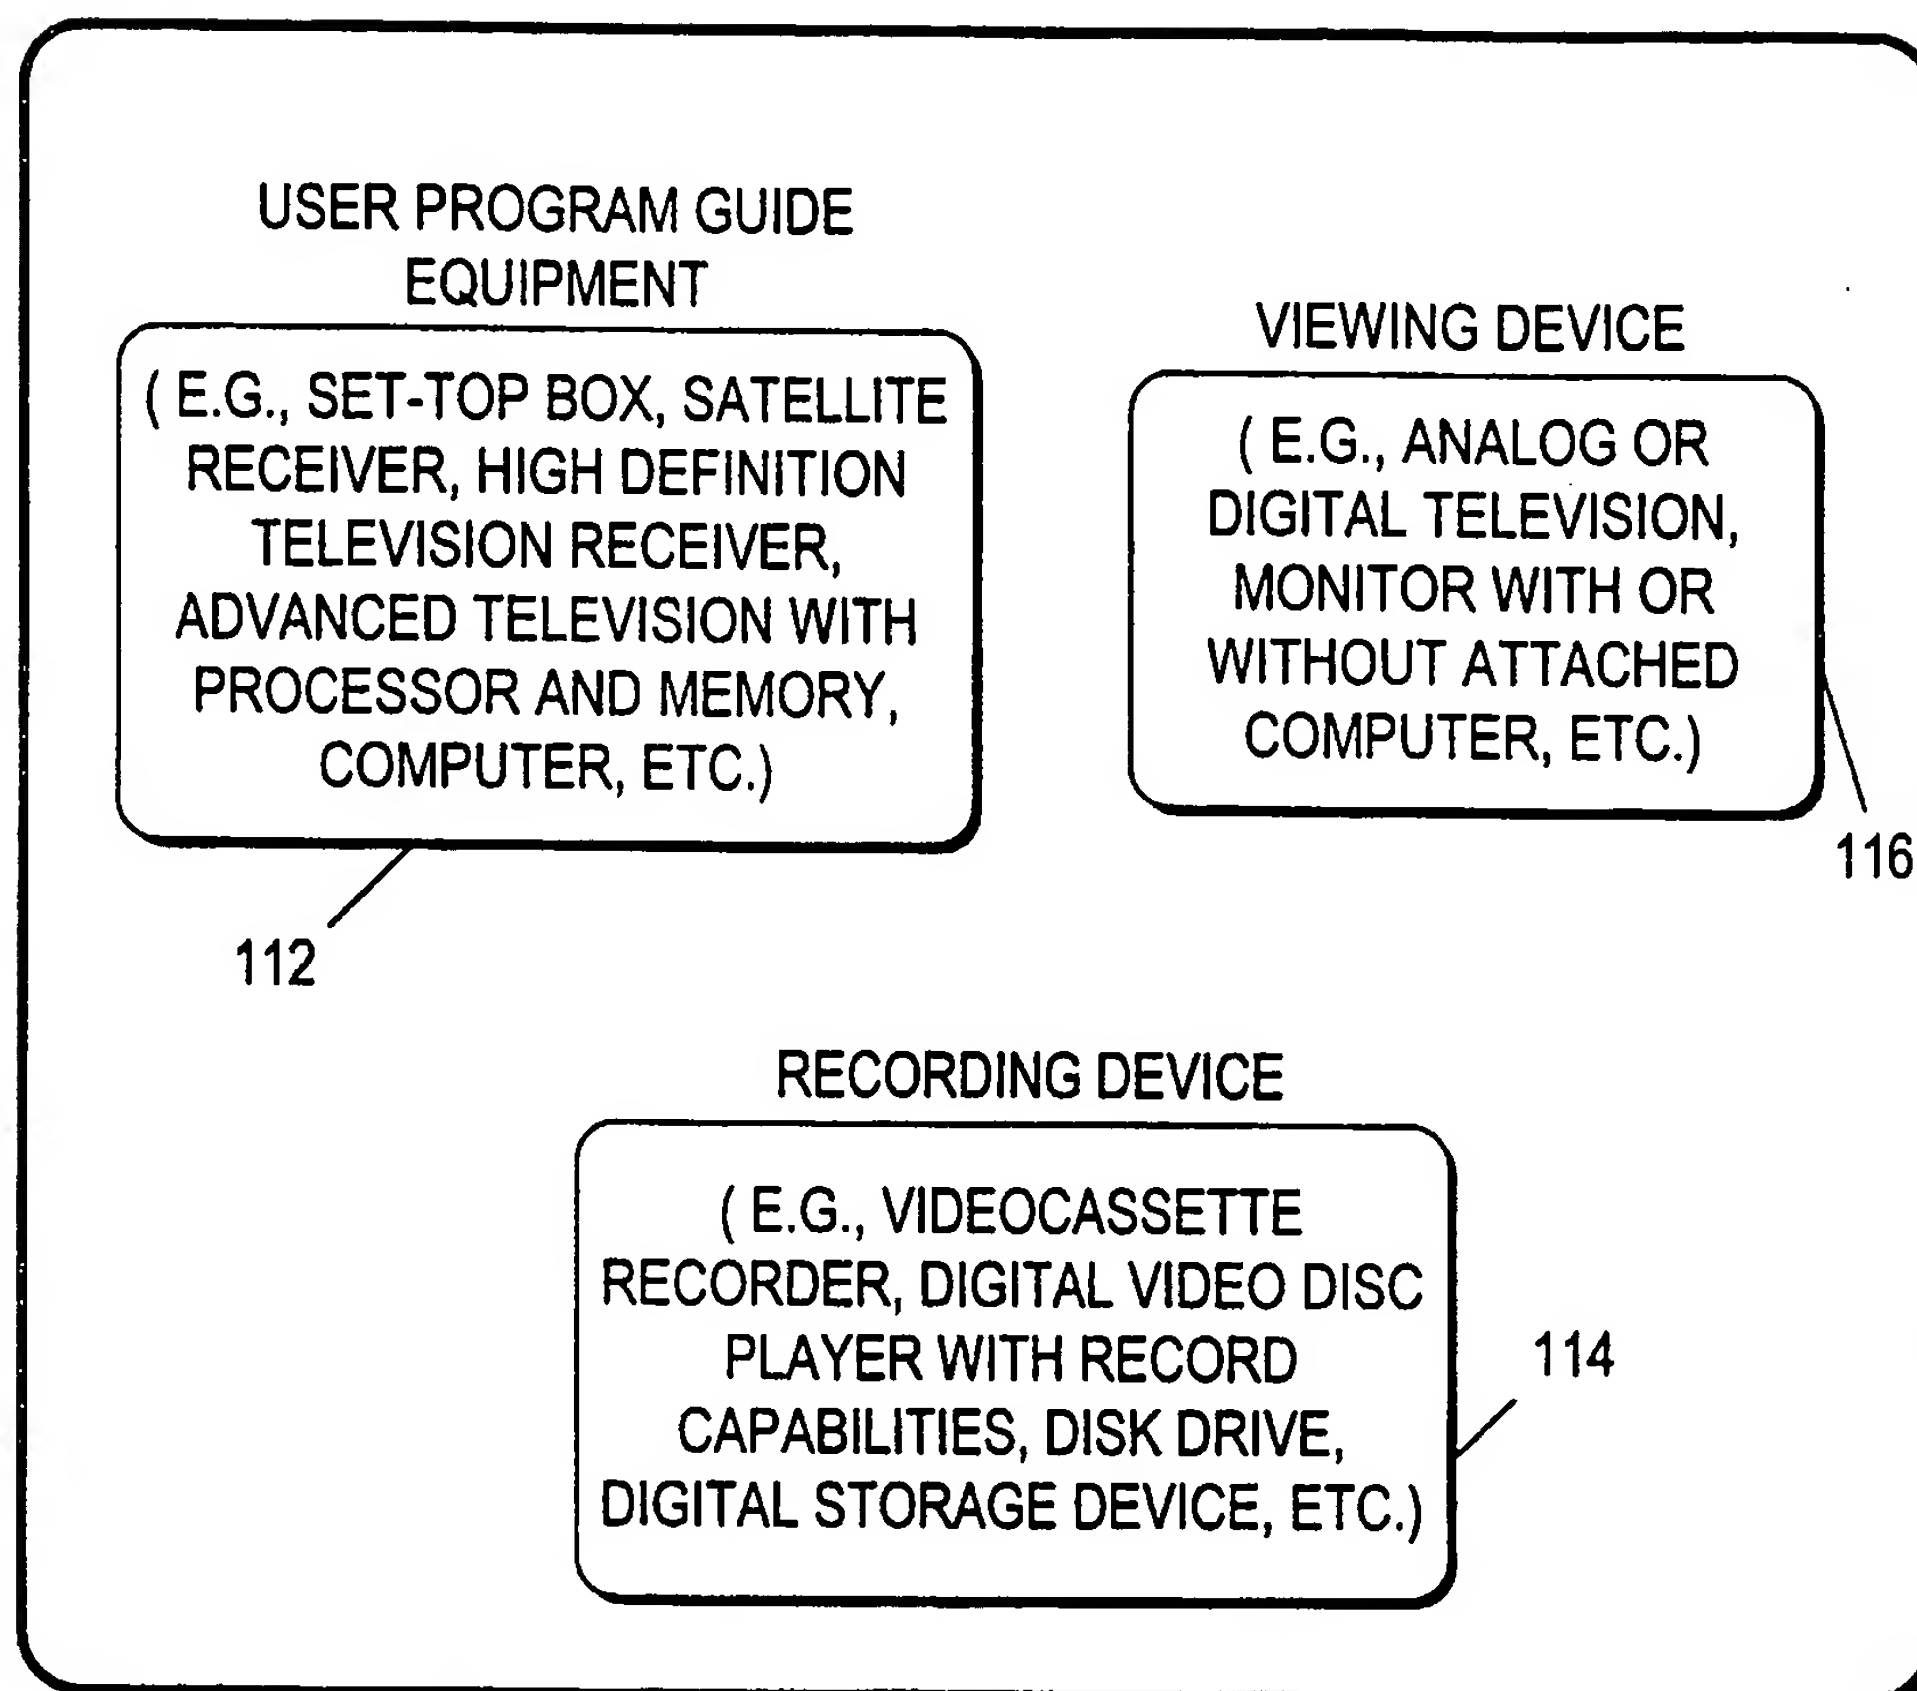 USER PROGRAM GUIDE
EQUIPMENT
( E.G., SET-TOP BOX, SATELLITE
RECEIVER, HIGH DEFINITION
TELEVISION RECEIVER,
ADVANCED TELEVISION WITH
PROCESSOR AND MEMORY,
COMPUTER, ETC.)
112
VIEWING DEVICE
( E.G., ANALOG OR
DIGITAL TELEVISION,
MONITOR WITH OR
WITHOUT ATTACHED
COMPUTER, ETC.)
116
RECORDING DEVICE
( E.G., VIDEOCASSETTE
RECORDER, DIGITAL VIDEO DISC
PLAYER WITH RECORD
CAPABILITIES, DISK DRIVE,
DIGITAL STORAGE DEVICE, ETC.)
114